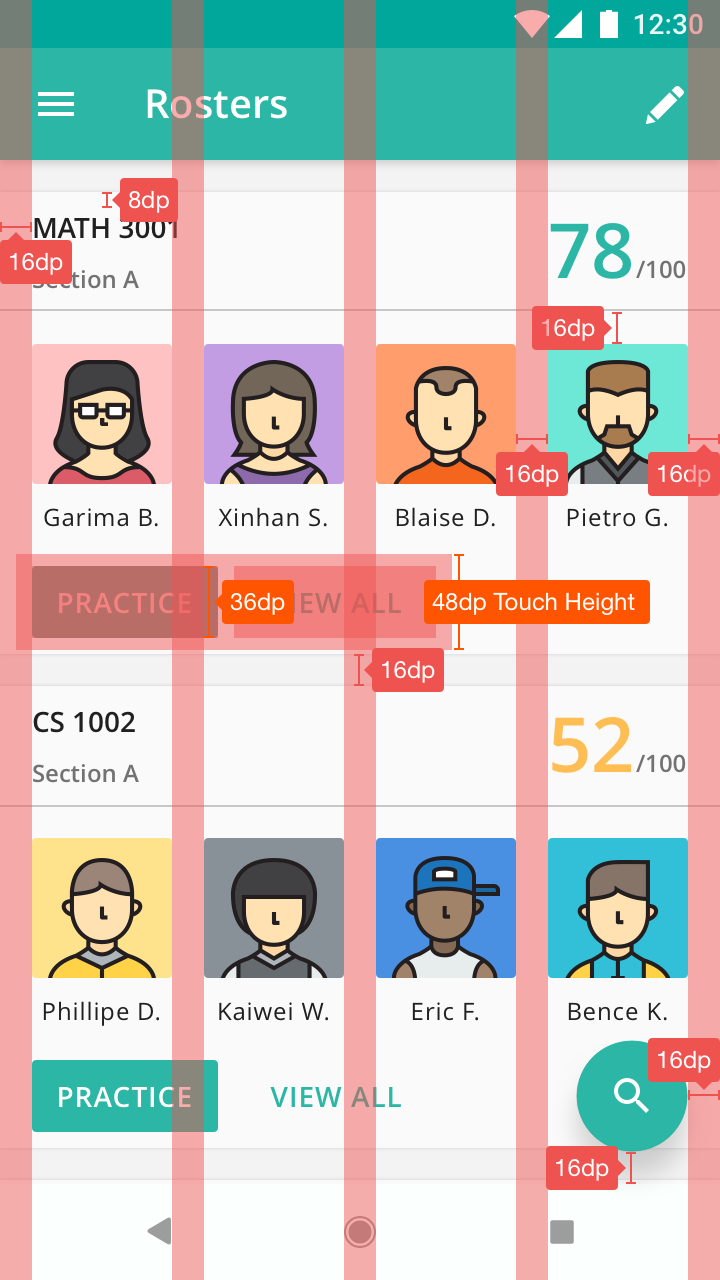 12:30
Rosters
8dp
MATH 3001
78/100
16dp
Section A
16dp
16dp
16dp
Garima B.
Xinhan S.
Blaise D.
Pietro G.
PRACTICE
36dp
EW ALL
48dp Touch Height
16dp
CS 1002
52/100
Section A
Phillipe D.
Kaiwei W.
Eric F.
Bence K.
16dp
PRACTICE
VIEW ALL
16dp